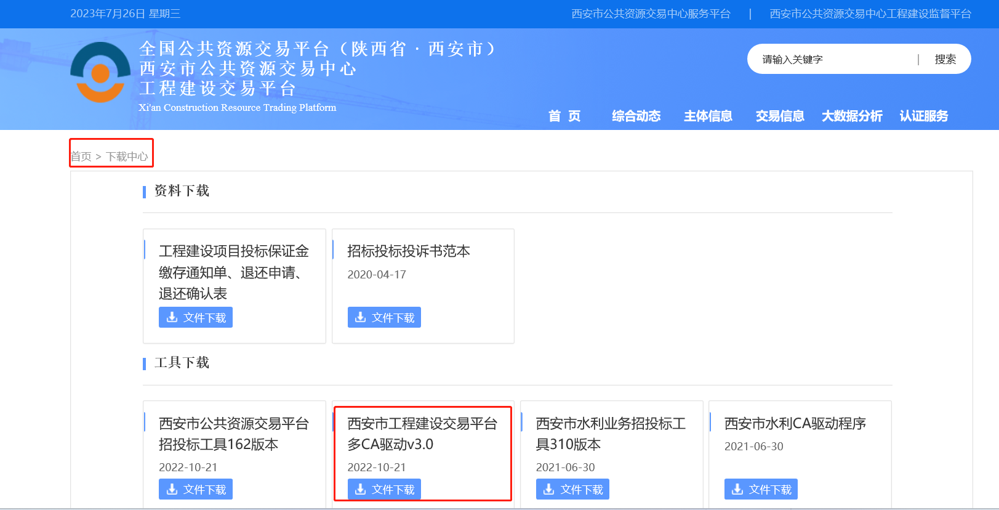 2023年7月26日 星期三
西安市公共资源交易中心服务平台 | 西安市公共资源交易中心工程建设监督平台
全国公共资源交易平台（陕西省·西安市）
西安市公共资源交易中心
工程建设交易平台
Xi'an Construction Resource Trading Platform
请输入关键字 | 搜索
首 页 综合动态 主体信息 交易信息 大数据分析 认证服务
首页 > 下载中心
资料下载
工程建设项目投标保证金
缴存通知单、退还申请、
退还确认表
文件下载
招标投标投诉书范本
2020-04-17
文件下载
工具下载
西安市公共资源交易平台
招投标工具162版本
2022-10-21
文件下载
西安市工程建设交易平台
多CA驱动v3.0
2022-10-21
文件下载
西安市水利业务招投标工
具310版本
2021-06-30
文件下载
西安市水利CA驱动程序
2021-06-30
文件下载